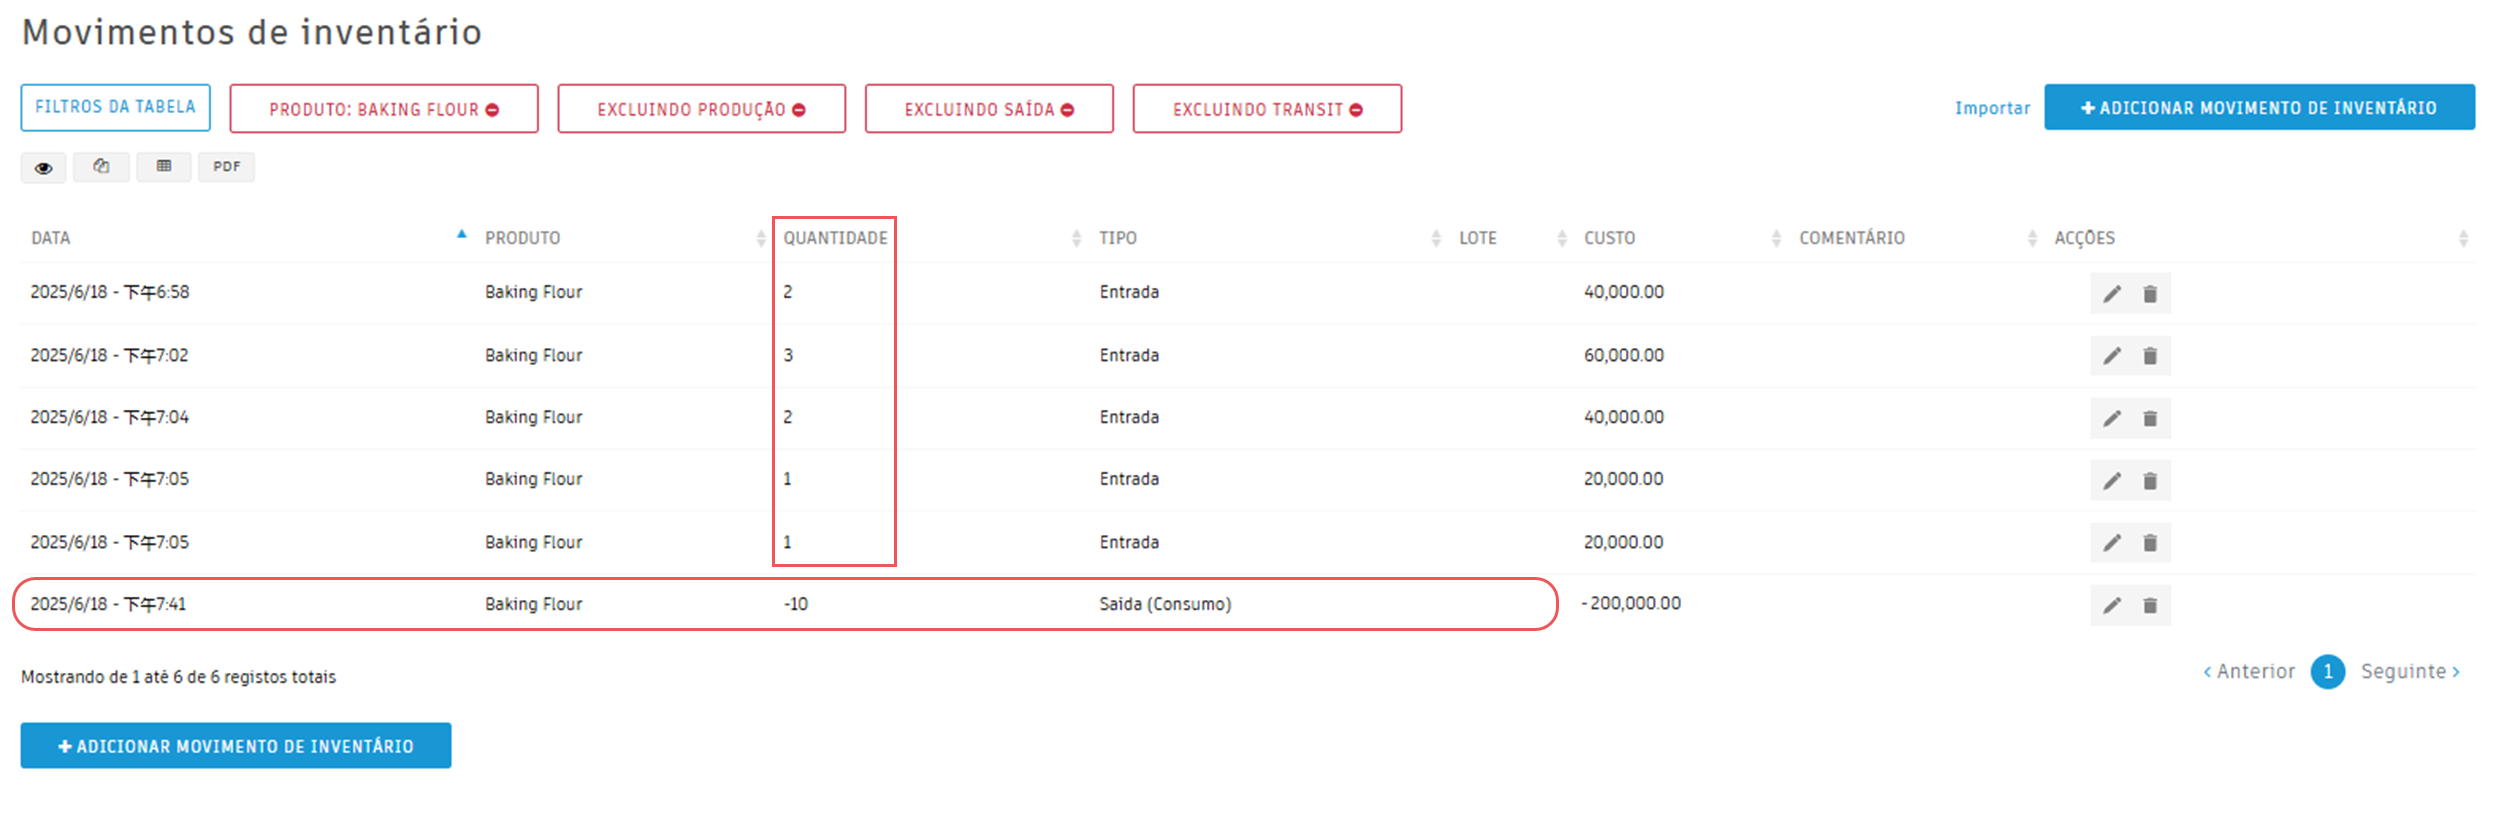 Movimentos de inventário
FILTROS DA TABELA PRODUTO: BAKING FLOUR EXCLUINDO PRODUÇÃO EXCLUINDO SAÍDA EXCLUINDO TRANSIT Importar ADICIONAR MOVIMENTO DE INVENTÁRIO
PDF
DATA PRODUTO QUANTIDADE TIPO LOTE CUSTO COMENTÁRIO ACÇÕES
2025/6/18 - 下午6:58 Baking Flour 2 Entrada 40,000.00
2025/6/18 - 下午7:02 Baking Flour 3 Entrada 60,000.00
2025/6/18 - 下午7:04 Baking Flour 2 Entrada 40,000.00
2025/6/18 - 下午7:05 Baking Flour 1 Entrada 20,000.00
2025/6/18 - 下午7:05 Baking Flour 1 Entrada 20,000.00
2025/6/18 - 下午7:41 Baking Flour -10 Saída (Consumo) -200,000.00
Mostrando de 1 até 6 de 6 registos totais
‹ Anterior 1 Seguinte ›
ADICIONAR MOVIMENTO DE INVENTÁRIO